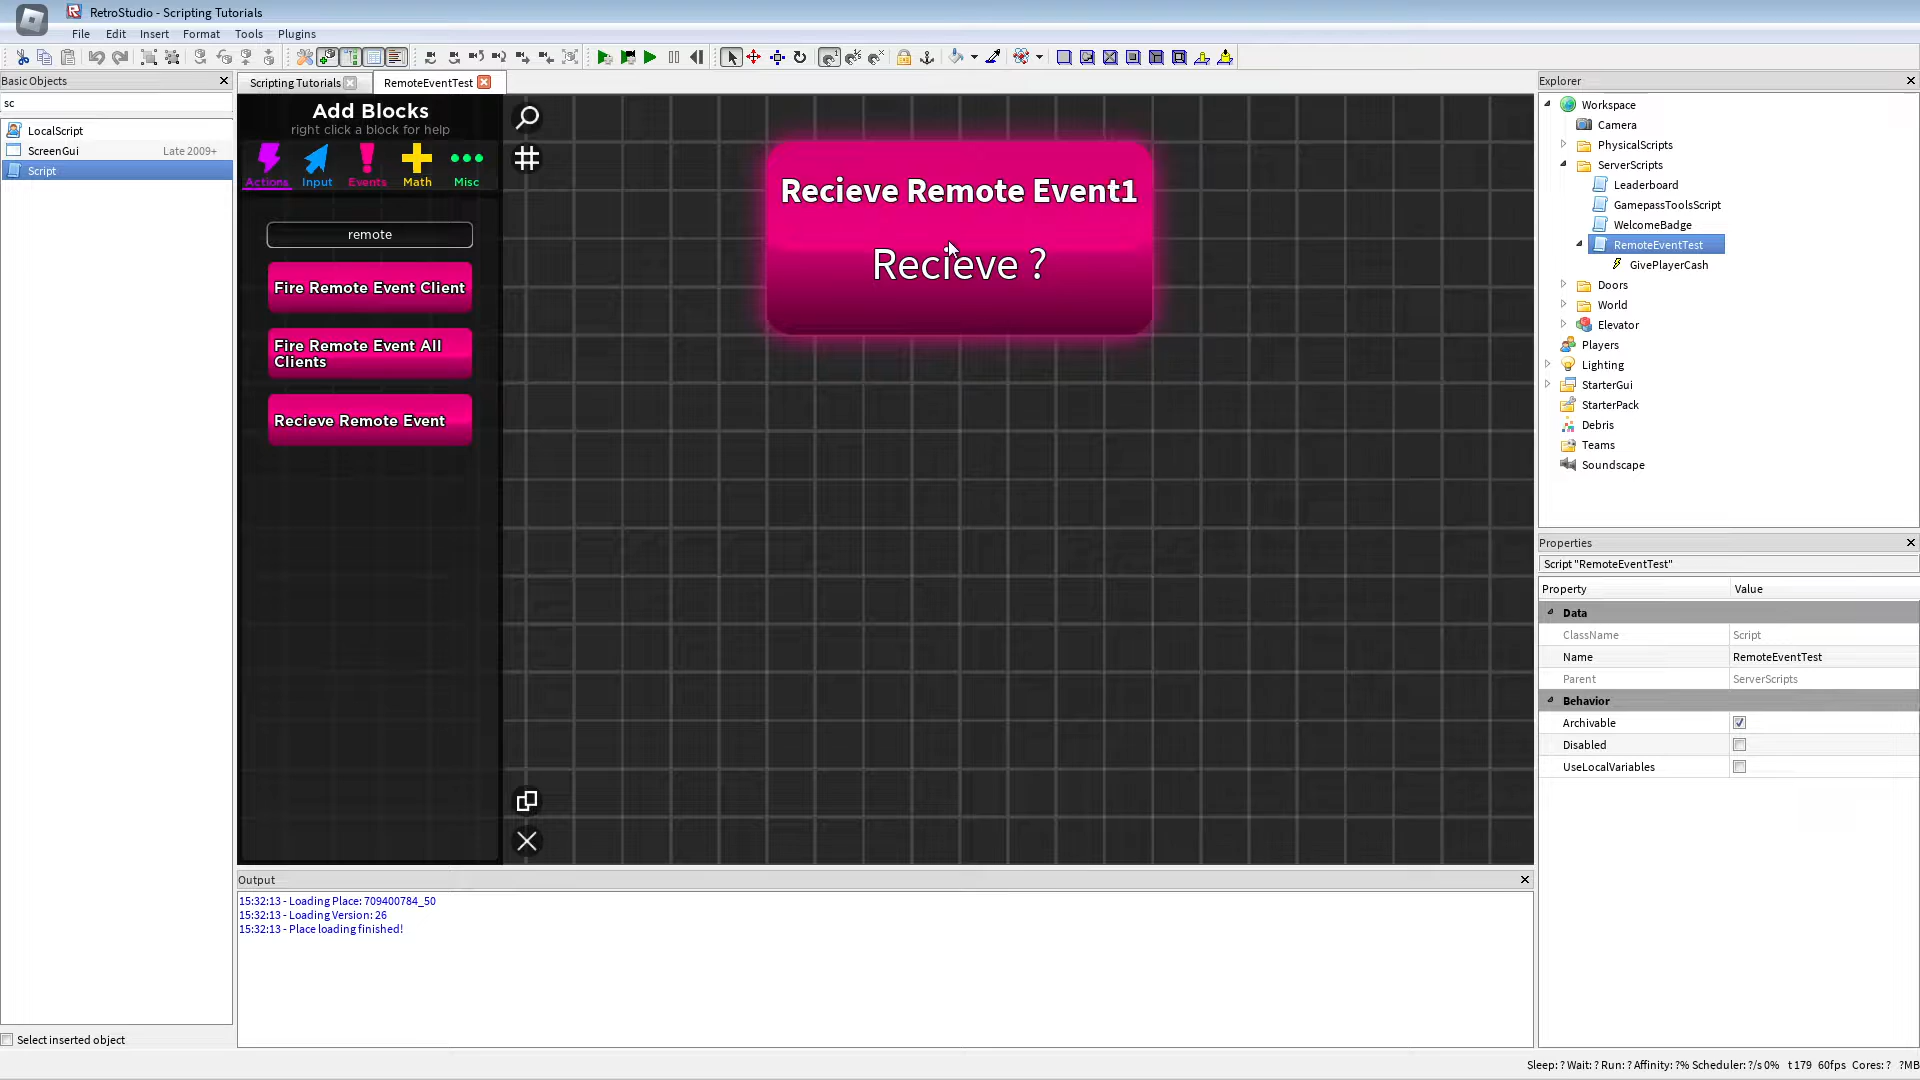 RetroStudio - Scripting Tutorials
File Edit Insert Format Tools Plugins
Basic Objects
sc
LocalScript
ScreenGui Late 2009+
Script
Select inserted object
Scripting Tutorials
RemoteEventTest
Add Blocks
right click a block for help
Actions Input Events Math Misc
remote
Fire Remote Event Client
Fire Remote Event All
Clients
Recieve Remote Event
Recieve Remote Event1
Recieve ?
Output
15:32:13 - Loading Place: 709400784_50
15:32:13 - Loading Version: 26
15:32:13 - Place loading finished!
Explorer
Workspace
Camera
PhysicalScripts
ServerScripts
Leaderboard
GamepassToolsScript
WelcomeBadge
RemoteEventTest
GivePlayerCash
Doors
World
Elevator
Players
Lighting
StarterGui
StarterPack
Debris
Teams
Soundscape
Properties
Script "RemoteEventTest"
Property Value
Data
ClassName Script
Name RemoteEventTest
Parent ServerScripts
Behavior
Archivable
Disabled
UseLocalVariables
Sleep: ? Wait: ? Run: ? Affinity: ?% Scheduler: ?/s 0% t 179 60fps Cores: ? ?MB